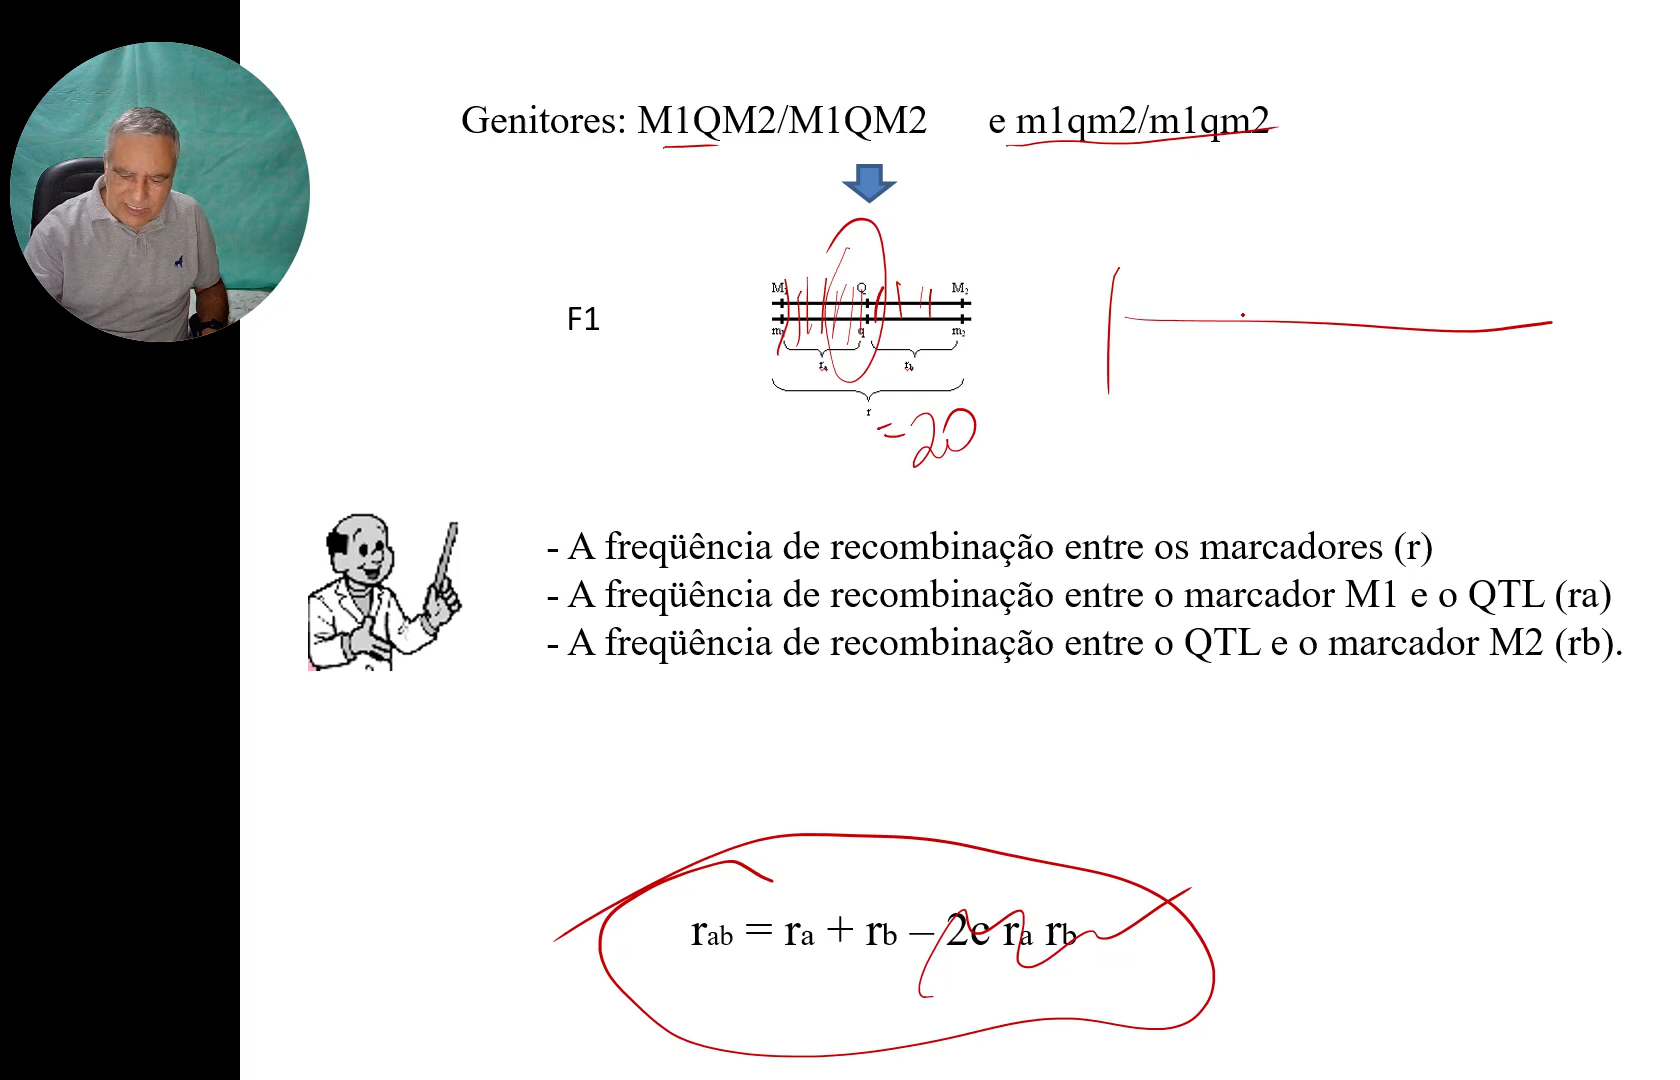 Genitores: M1QM2/M1QM2 e m1qm2/m1qm2
F1
M1 Q M2
m1 q m2
ra rb
r
=20
- A freqüência de recombinação entre os marcadores (r)
- A freqüência de recombinação entre o marcador M1 e o QTL (ra)
- A freqüência de recombinação entre o QTL e o marcador M2 (rb).
rab = ra + rb – 2c ra rb